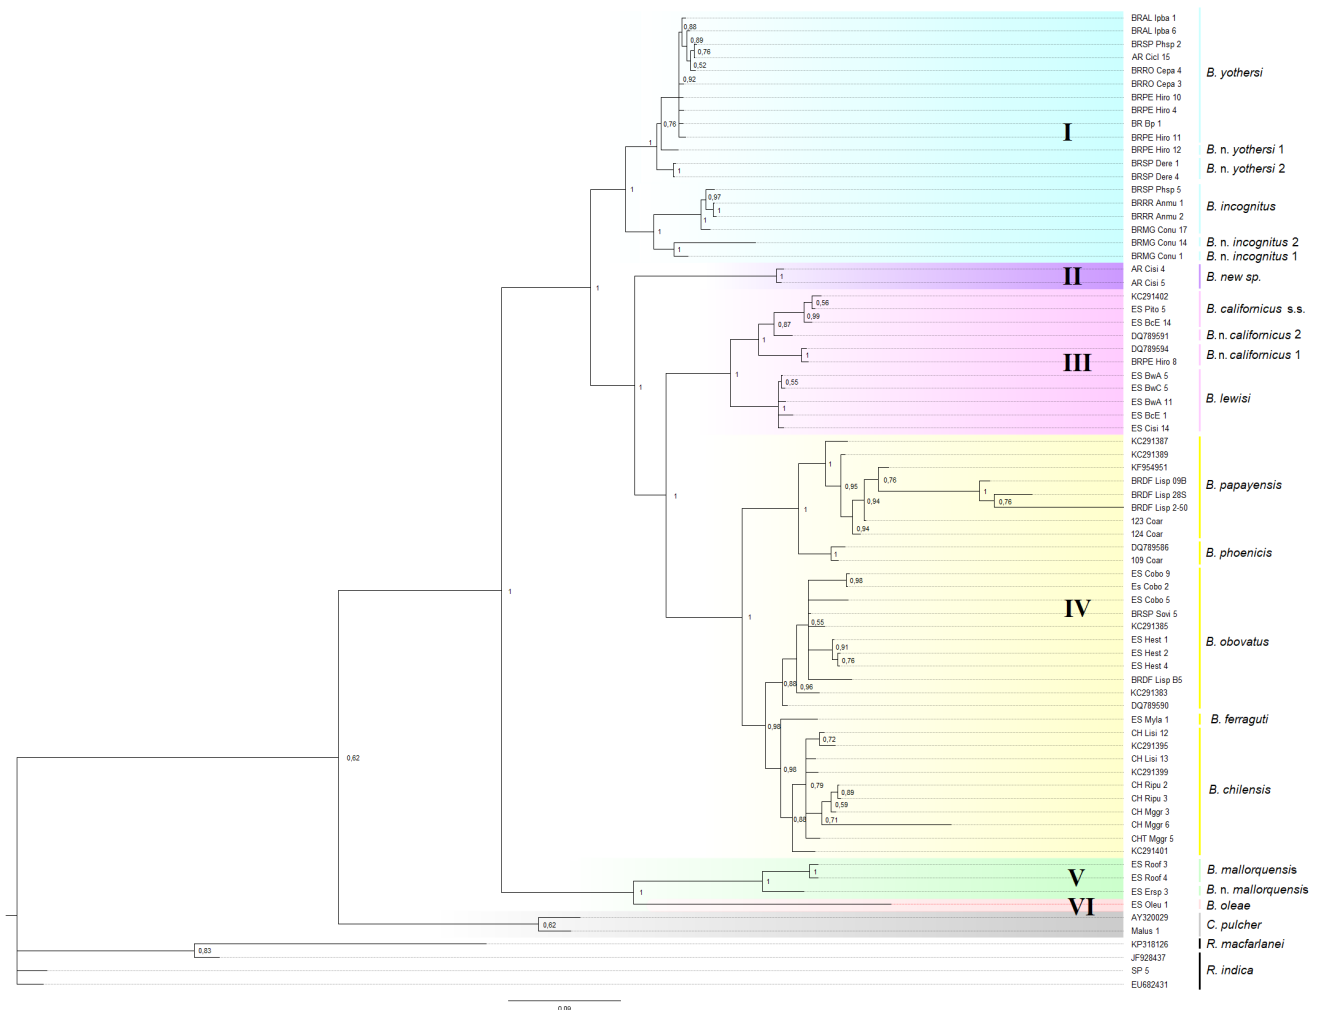 BRAL Ipba 1
BRAL Ipba 6
BRSP Phsp 2
AR Cicl 15
BRRO Cepa 4
BRRO Cepa 3
BRPE Hiro 10
BRPE Hiro 4
BR Bp 1
BRPE Hiro 11
BRPE Hiro 12
BRSP Dere 1
BRSP Dere 4
BRSP Phsp 5
BRRR Anmu 1
BRRR Anmu 2
BRMG Conu 17
BRMG Conu 14
BRMG Conu 1
AR Cisi 4
AR Cisi 5
KC291402
ES Pito 5
ES BcE 14
DQ789591
DQ789594
BRPE Hiro 8
ES BwA 5
ES BwC 5
ES BwA 11
ES BcE 1
ES Cisi 14
KC291387
KC291389
KF954951
BRDF Lisp 09B
BRDF Lisp 28S
BRDF Lisp 2-50
123 Coar
124 Coar
DQ789586
109 Coar
ES Cobo 9
Es Cobo 2
ES Cobo 5
BRSP Sovi 5
KC291385
ES Hest 1
ES Hest 2
ES Hest 4
BRDF Lisp B5
KC291383
DQ789590
ES Myla 1
CH Lisi 12
KC291395
CH Lisi 13
KC291399
CH Ripu 2
CH Ripu 3
CH Mggr 3
CH Mggr 6
CHT Mggr 5
KC291401
ES Roof 3
ES Roof 4
ES Ersp 3
ES Oleu 1
AY320029
Malus 1
KP318126
JF928437
SP 5
EU682431
B. yothersi
B. n. yothersi 1
B. n. yothersi 2
B. incognitus
B. n. incognitus 2
B. n. incognitus 1
B. new sp.
B. californicus s.s.
B.n. californicus 2
B.n. californicus 1
B. lewisi
B. papayensis
B. phoenicis
B. obovatus
B. ferraguti
B. chilensis
B. mallorquensis
B. n. mallorquensis
B. oleae
C. pulcher
R. macfarlanei
R. indica
I
II
III
IV
V
VI
0,88
0,89
0,76
0,52
0,92
0,76
1
1
1
0,97
1
1
1
1
1
1
1
0,56
0,99
0,87
1
1
1
0,55
1
1
1
0,95
0,76
1
0,76
0,94
0,94
1
1
1
0,98
0,55
0,91
0,76
0,88
0,96
0,98
0,98
0,72
0,79
0,89
0,59
0,71
0,88
1
1
1
1
0,62
0,62
0,83
0,09